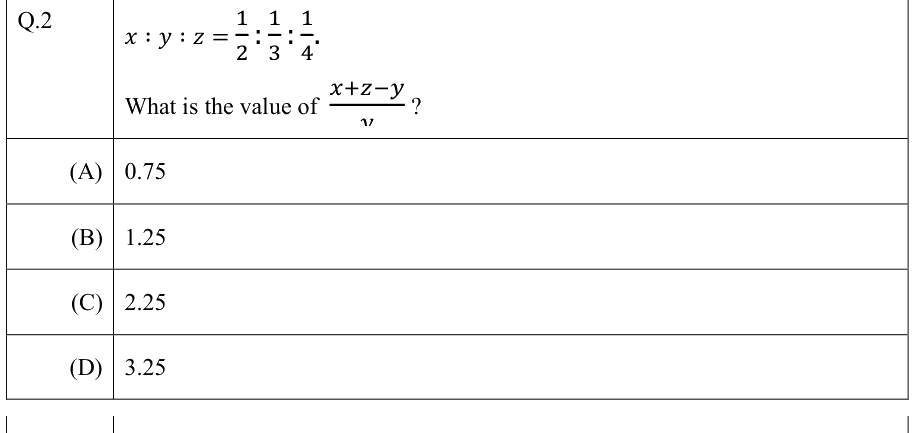 Q.2
x : y : z = 1/2 : 1/3 : 1/4.
What is the value of (x+z−y)/y ?
(A) 0.75
(B) 1.25
(C) 2.25
(D) 3.25